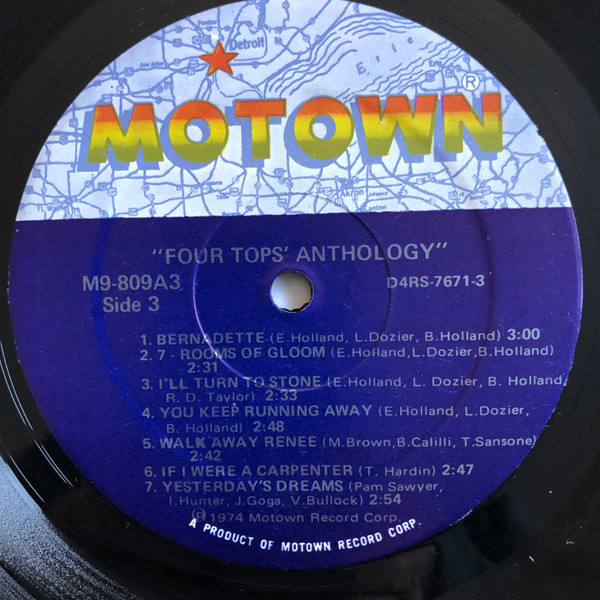 Detroit
Erie
MOTOWN®
Akron
Canton
"FOUR TOPS' ANTHOLOGY"
M9-809A3
D4RS-7671-3
Side 3
1. BERNADETTE (E.Holland, L.Dozier, B.Holland) 3:00
2. 7 - ROOMS OF GLOOM (E.Holland, L.Dozier, B.Holland)
2:31
3. I'LL TURN TO STONE (E.Holland, L. Dozier, B. Holland,
R. D. Taylor) 2:33
4. YOU KEEP RUNNING AWAY (E.Holland, L.Dozier,
B. Holland) 2:48
5. WALK AWAY RENEE (M.Brown, B.Calilli, T.Sansone)
2:42
6. IF I WERE A CARPENTER (T. Hardin) 2:47
7. YESTERDAY'S DREAMS (Pam Sawyer,
I.Hunter, J.Goga, V.Bullock) 2:54
℗ 1974 Motown Record Corp.
A PRODUCT OF MOTOWN RECORD CORP.